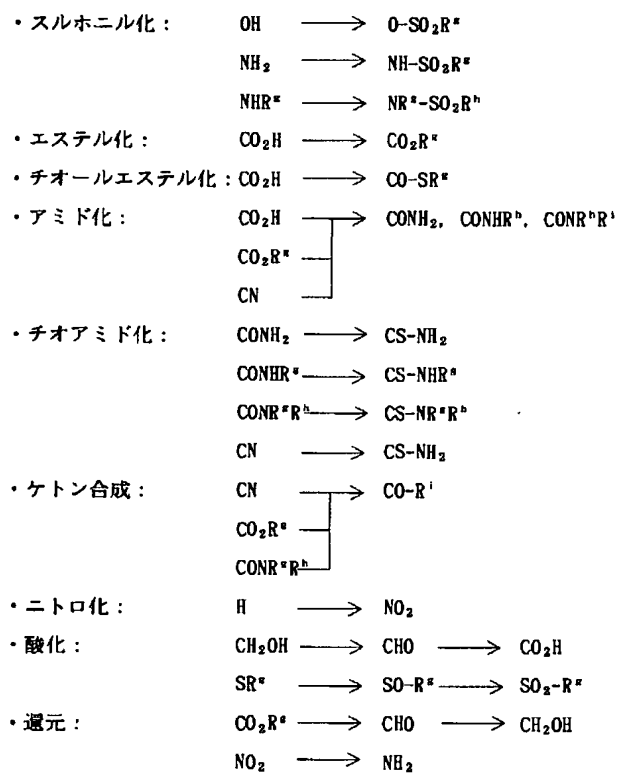 ・スルホニル化： OH ⟶ O-SO₂Rᵍ
NH₂ ⟶ NH-SO₂Rᵍ
NHRᵍ ⟶ NRᵍ-SO₂Rʰ
・エステル化： CO₂H ⟶ CO₂Rᵍ
・チオールエステル化： CO₂H ⟶ CO-SRᵍ
・アミド化： CO₂H ⟶ CONH₂, CONHRʰ, CONRʰRⁱ
CO₂Rᵍ
CN
・チオアミド化： CONH₂ ⟶ CS-NH₂
CONHRᵍ ⟶ CS-NHRᵍ
CONRᵍRʰ ⟶ CS-NRᵍRʰ
CN ⟶ CS-NH₂
・ケトン合成： CN ⟶ CO-Rⁱ
CO₂Rᵍ
CONRᵍRʰ
・ニトロ化： H ⟶ NO₂
・酸化： CH₂OH ⟶ CHO ⟶ CO₂H
SRᵍ ⟶ SO-Rᵍ ⟶ SO₂-Rᵍ
・還元： CO₂Rᵍ ⟶ CHO ⟶ CH₂OH
NO₂ ⟶ NH₂